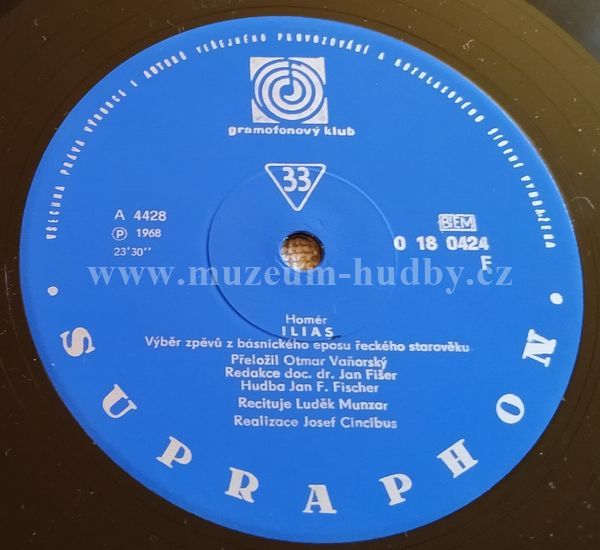 VŠECHNA PRÁVA VÝROBCE I AUTORŮ VEŘEJNÉHO PROVOZOVÁNÍ A ROZHLASOVÉHO ŠÍŘENÍ VYHRAZENA
gramofonový klub
33
A 4428
Ⓟ 1968
23'30''
BIEM
0 18 0424
F
www.muzeum-hudby.cz
Homér
ILIAS
Výběr zpěvů z básnického eposu řeckého starověku
Přeložil Otmar Vaňorský
Redakce doc. dr. Jan Fišer
Hudba Jan F. Fischer
Recituje Luděk Munzar
Realizace Josef Cincibus
• SUPRAPHON •